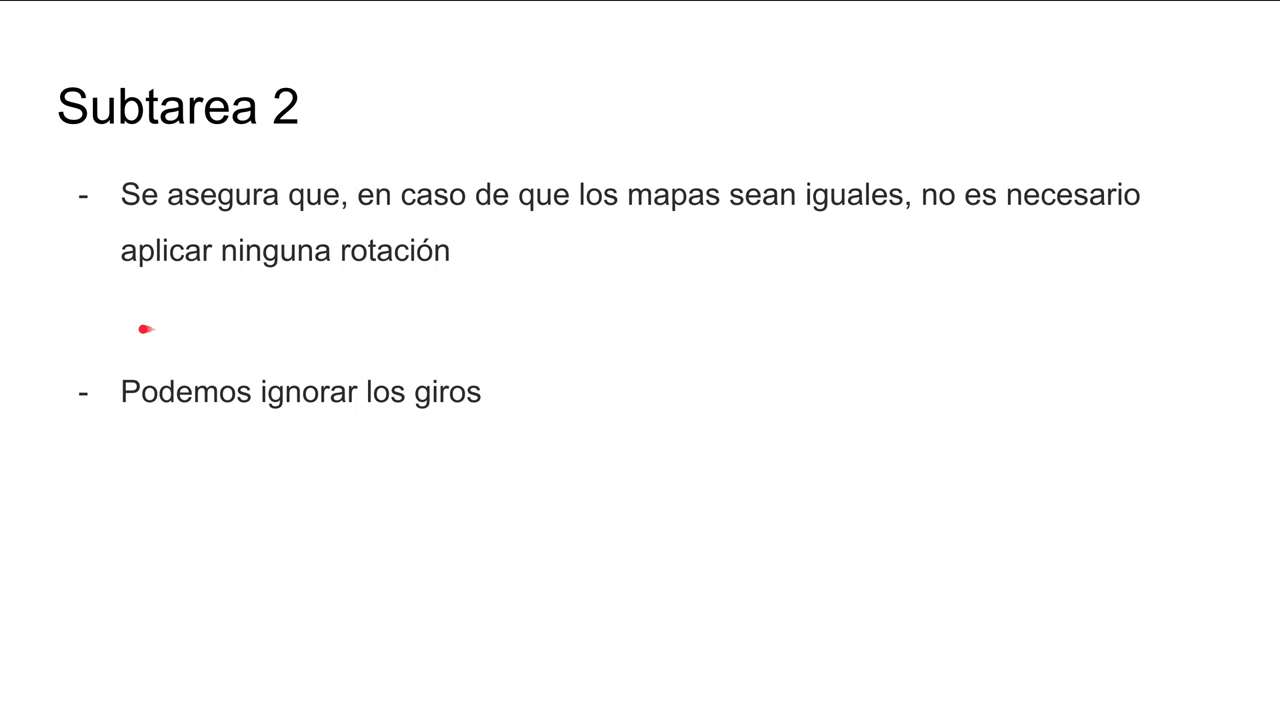 Subtarea 2
- Se asegura que, en caso de que los mapas sean iguales, no es necesario
aplicar ninguna rotación
- Podemos ignorar los giros